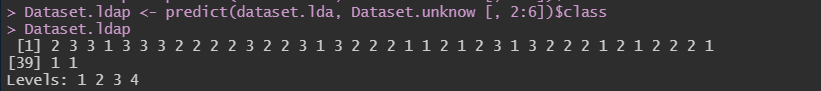 > Dataset.ldap <- predict(dataset.lda, Dataset.unknow [, 2:6])$class
> Dataset.ldap
 [1] 2 3 3 1 3 3 3 2 2 2 2 3 2 2 3 1 3 2 2 2 1 1 2 1 2 3 1 3 2 2 2 1 2 1 2 2 2 1
[39] 1 1
Levels: 1 2 3 4